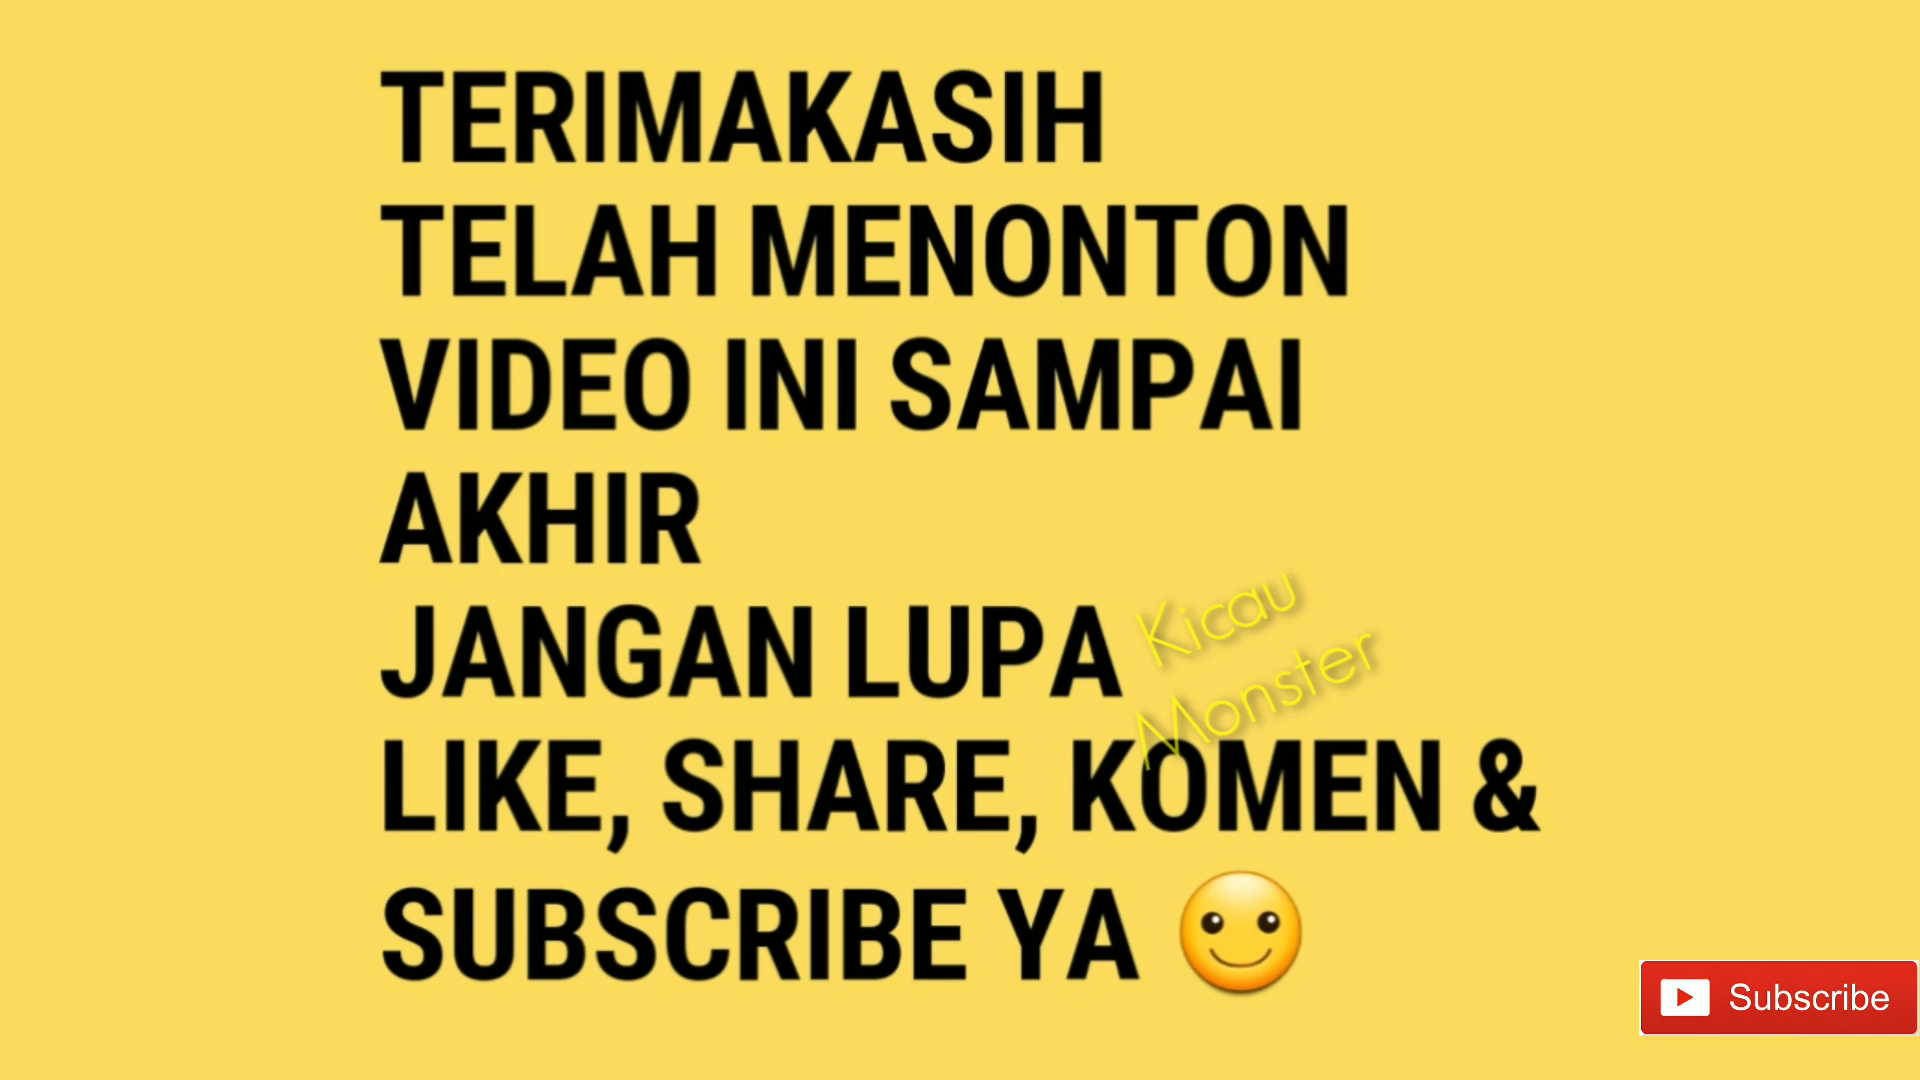 TERIMAKASIH
TELAH MENONTON
VIDEO INI SAMPAI
AKHIR
JANGAN LUPA
Kicau
Monster
LIKE, SHARE, KOMEN &
SUBSCRIBE YA
Subscribe